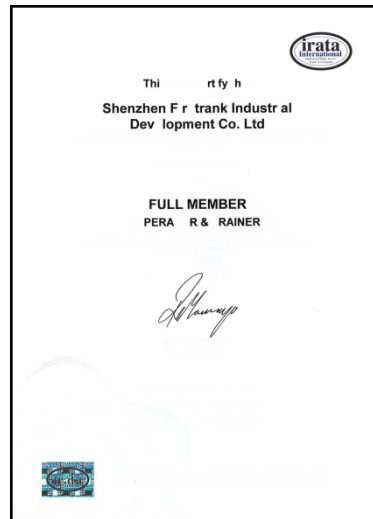 irata
International
Thi rt fy h
Shenzhen F r trank Industr al
Dev lopment Co. Ltd
FULL MEMBER
PERA R & RAINER